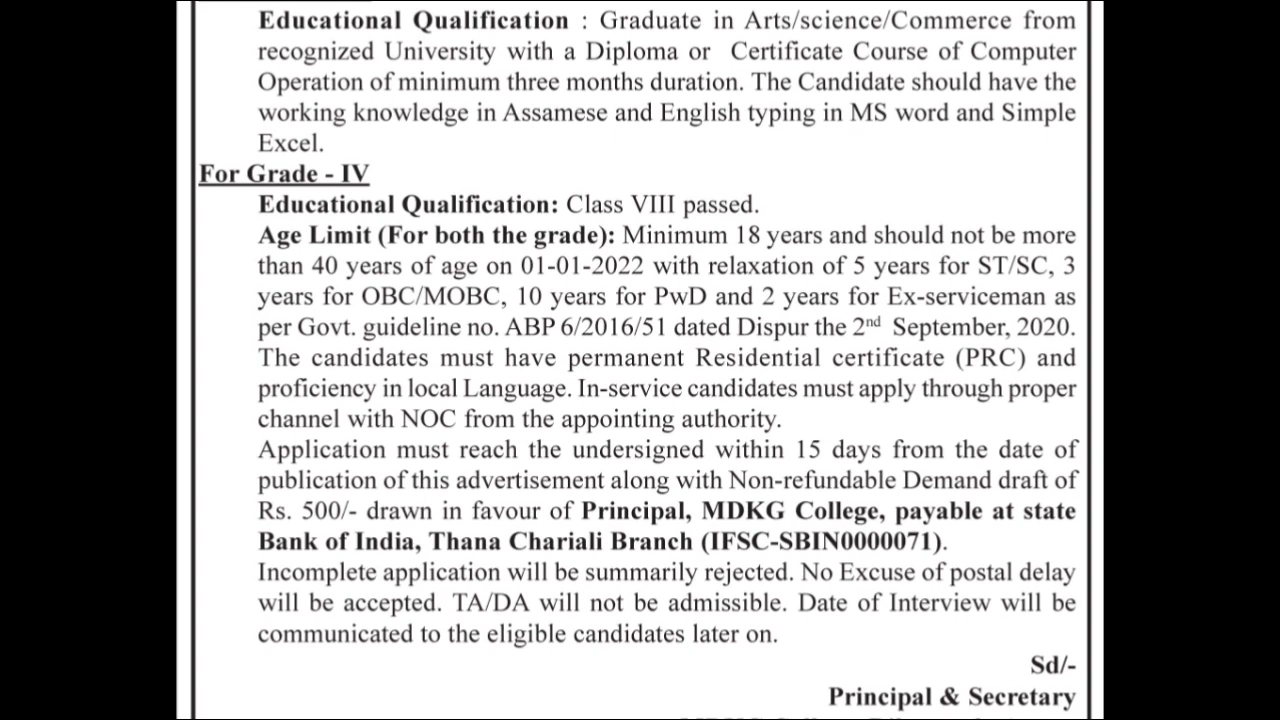 Educational Qualification : Graduate in Arts/science/Commerce from
recognized University with a Diploma or Certificate Course of Computer
Operation of minimum three months duration. The Candidate should have the
working knowledge in Assamese and English typing in MS word and Simple
Excel.
For Grade - IV
Educational Qualification: Class VIII passed.
Age Limit (For both the grade): Minimum 18 years and should not be more
than 40 years of age on 01-01-2022 with relaxation of 5 years for ST/SC, 3
years for OBC/MOBC, 10 years for PwD and 2 years for Ex-serviceman as
per Govt. guideline no. ABP 6/2016/51 dated Dispur the 2nd September, 2020.
The candidates must have permanent Residential certificate (PRC) and
proficiency in local Language. In-service candidates must apply through proper
channel with NOC from the appointing authority.
Application must reach the undersigned within 15 days from the date of
publication of this advertisement along with Non-refundable Demand draft of
Rs. 500/- drawn in favour of Principal, MDKG College, payable at state
Bank of India, Thana Chariali Branch (IFSC-SBIN0000071).
Incomplete application will be summarily rejected. No Excuse of postal delay
will be accepted. TA/DA will not be admissible. Date of Interview will be
communicated to the eligible candidates later on.
Sd/-
Principal & Secretary